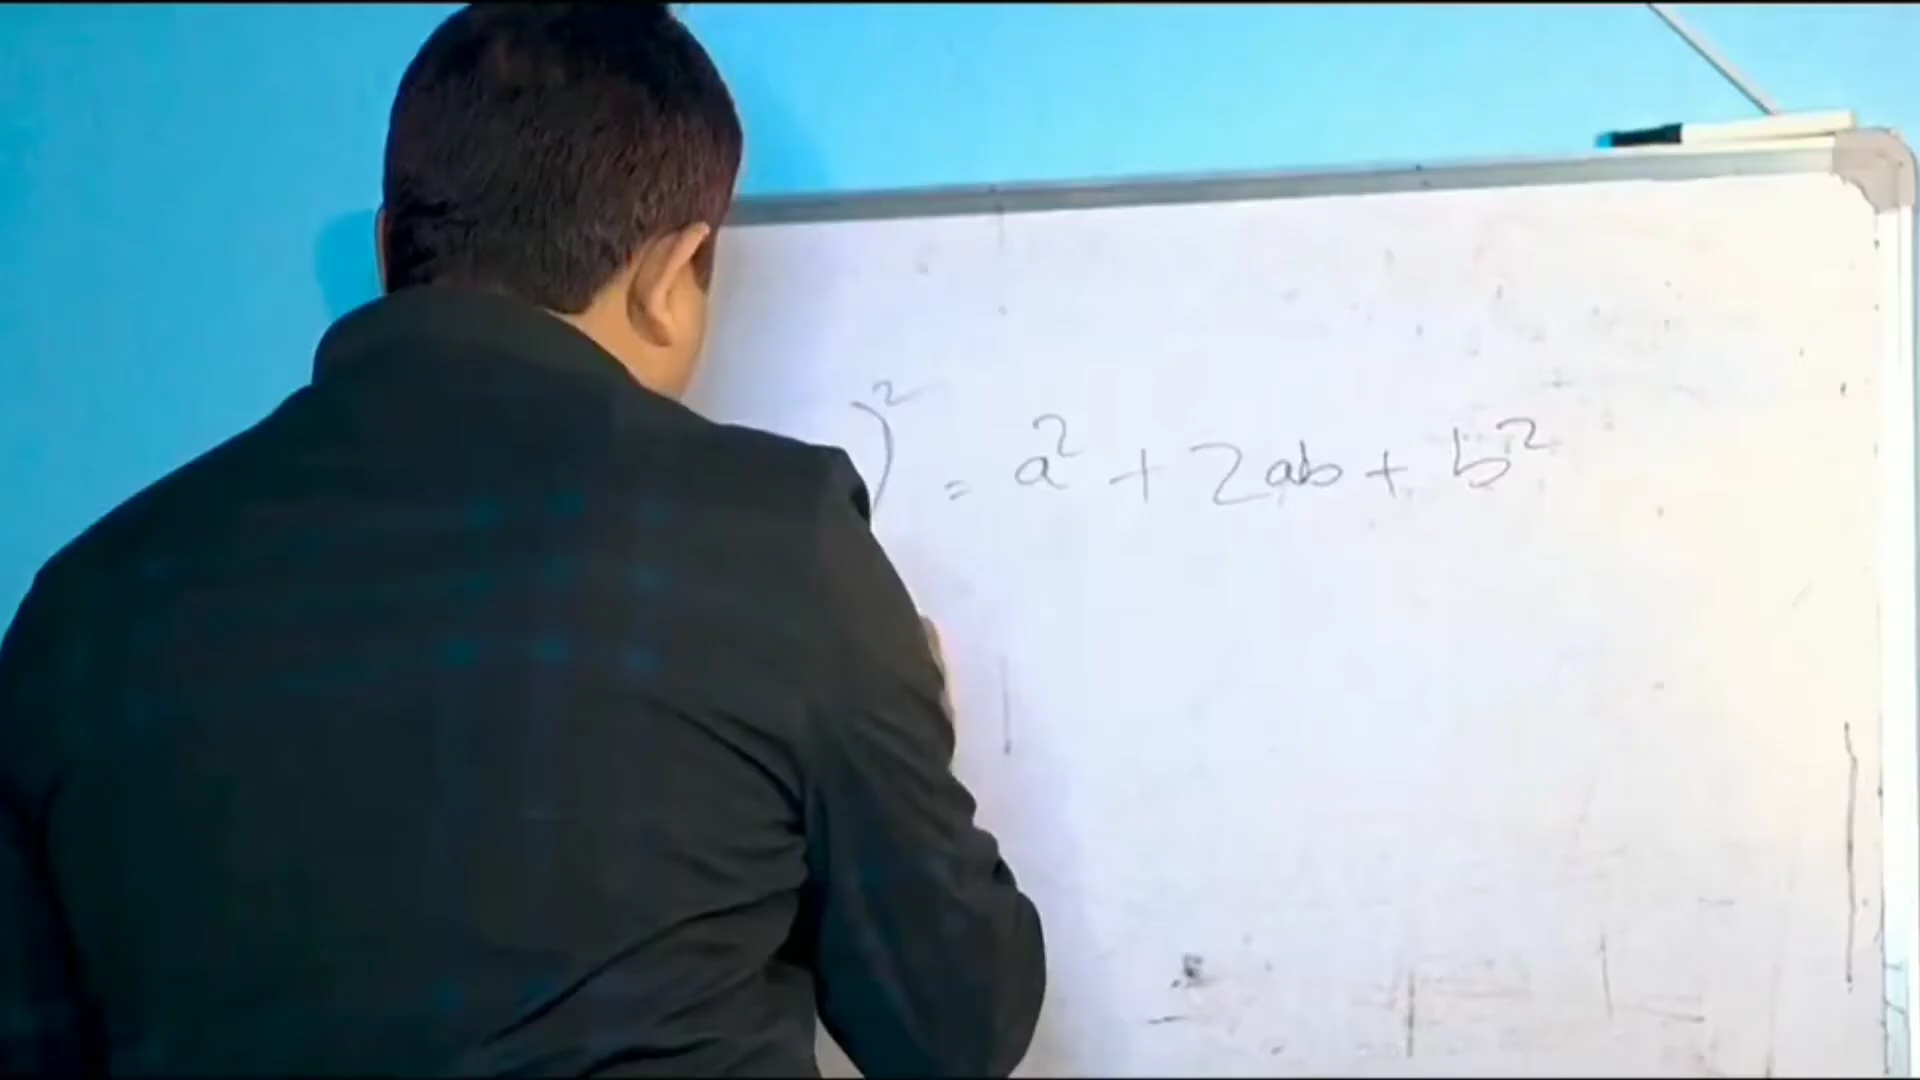 )² = a² + 2ab + b²